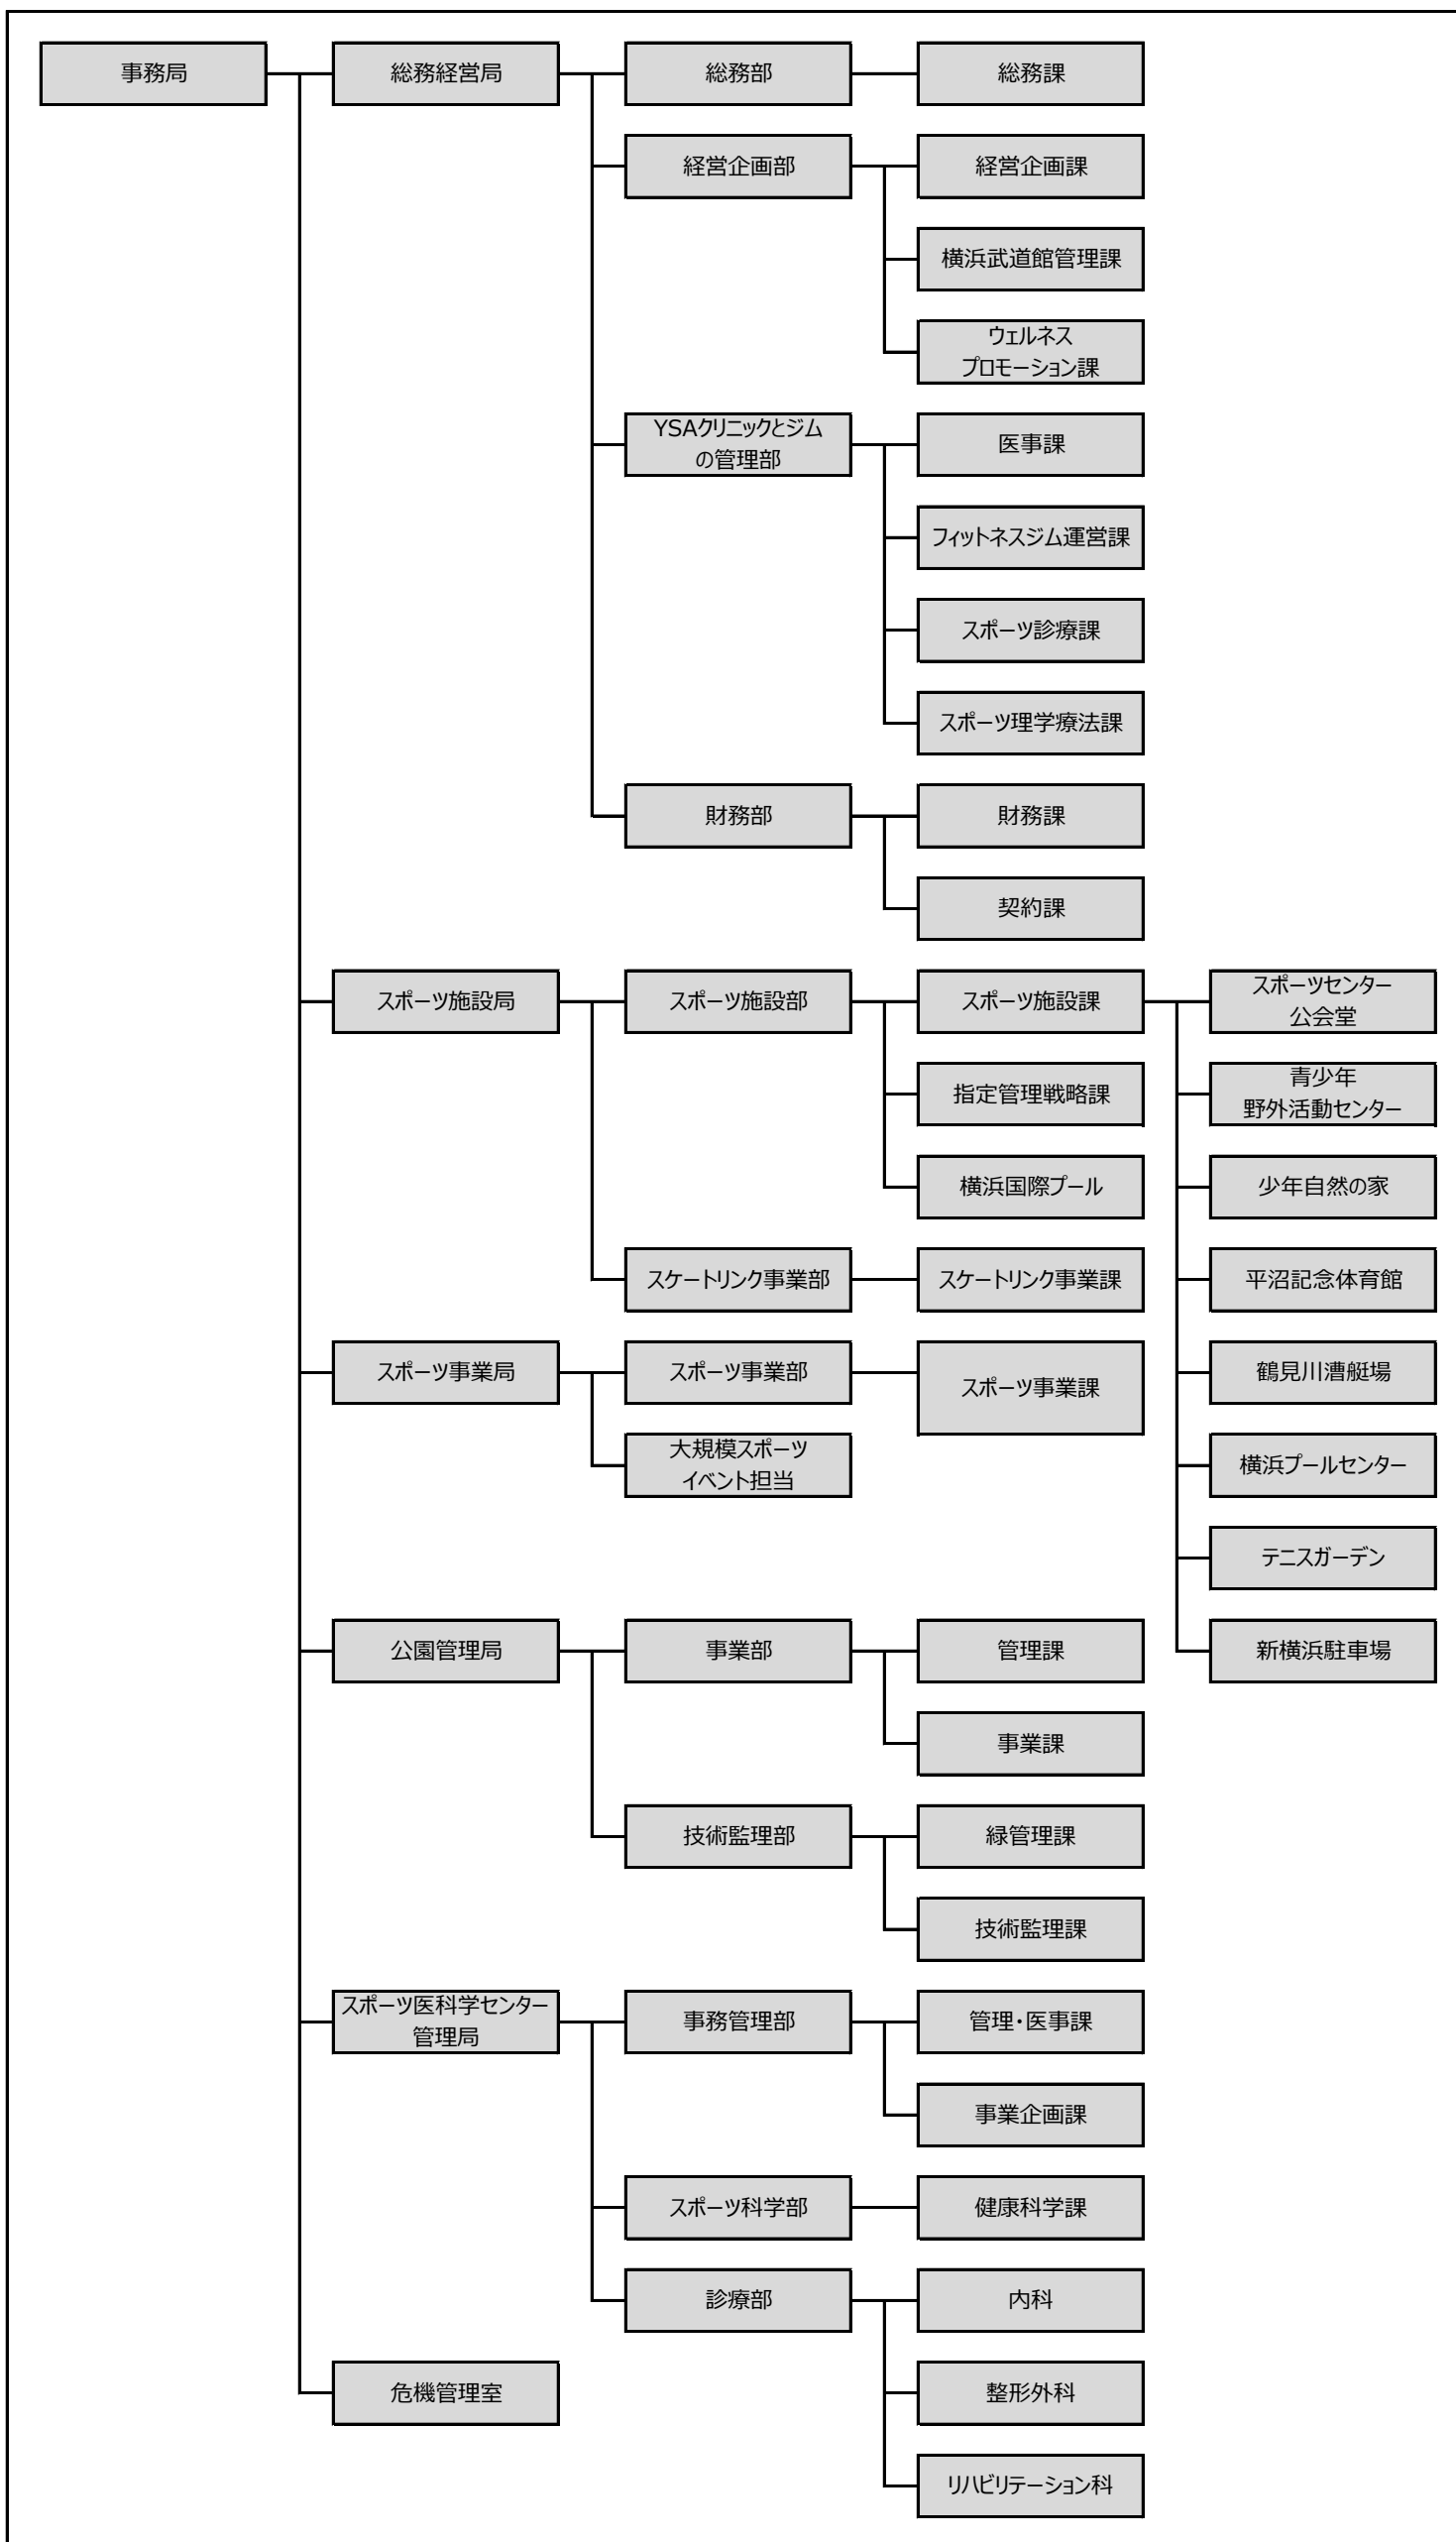 事務局
総務経営局
総務部
総務課
経営企画部
経営企画課
横浜武道館管理課
ウェルネス
プロモーション課
YSAクリニックとジム
の管理部
医事課
フィットネスジム運営課
スポーツ診療課
スポーツ理学療法課
財務部
財務課
契約課
スポーツ施設局
スポーツ施設部
スポーツ施設課
スポーツセンター
公会堂
指定管理戦略課
青少年
野外活動センター
横浜国際プール
少年自然の家
スケートリンク事業部
スケートリンク事業課
平沼記念体育館
スポーツ事業局
スポーツ事業部
スポーツ事業課
鶴見川漕艇場
大規模スポーツ
イベント担当
横浜プールセンター
テニスガーデン
公園管理局
事業部
管理課
新横浜駐車場
事業課
技術監理部
緑管理課
技術監理課
スポーツ医科学センター
管理局
事務管理部
管理・医事課
事業企画課
スポーツ科学部
健康科学課
診療部
内科
危機管理室
整形外科
リハビリテーション科